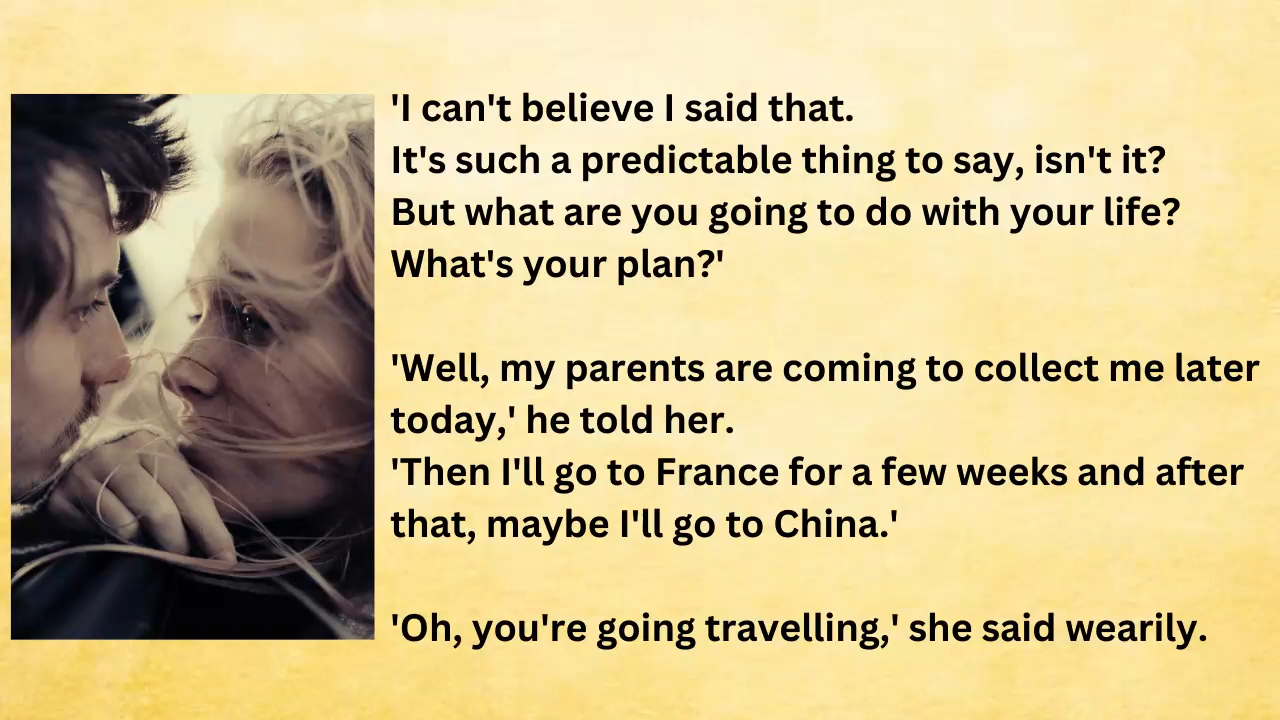 'I can't believe I said that.
It's such a predictable thing to say, isn't it?
But what are you going to do with your life?
What's your plan?'
'Well, my parents are coming to collect me later
today,' he told her.
'Then I'll go to France for a few weeks and after
that, maybe I'll go to China.'
'Oh, you're going travelling,' she said wearily.